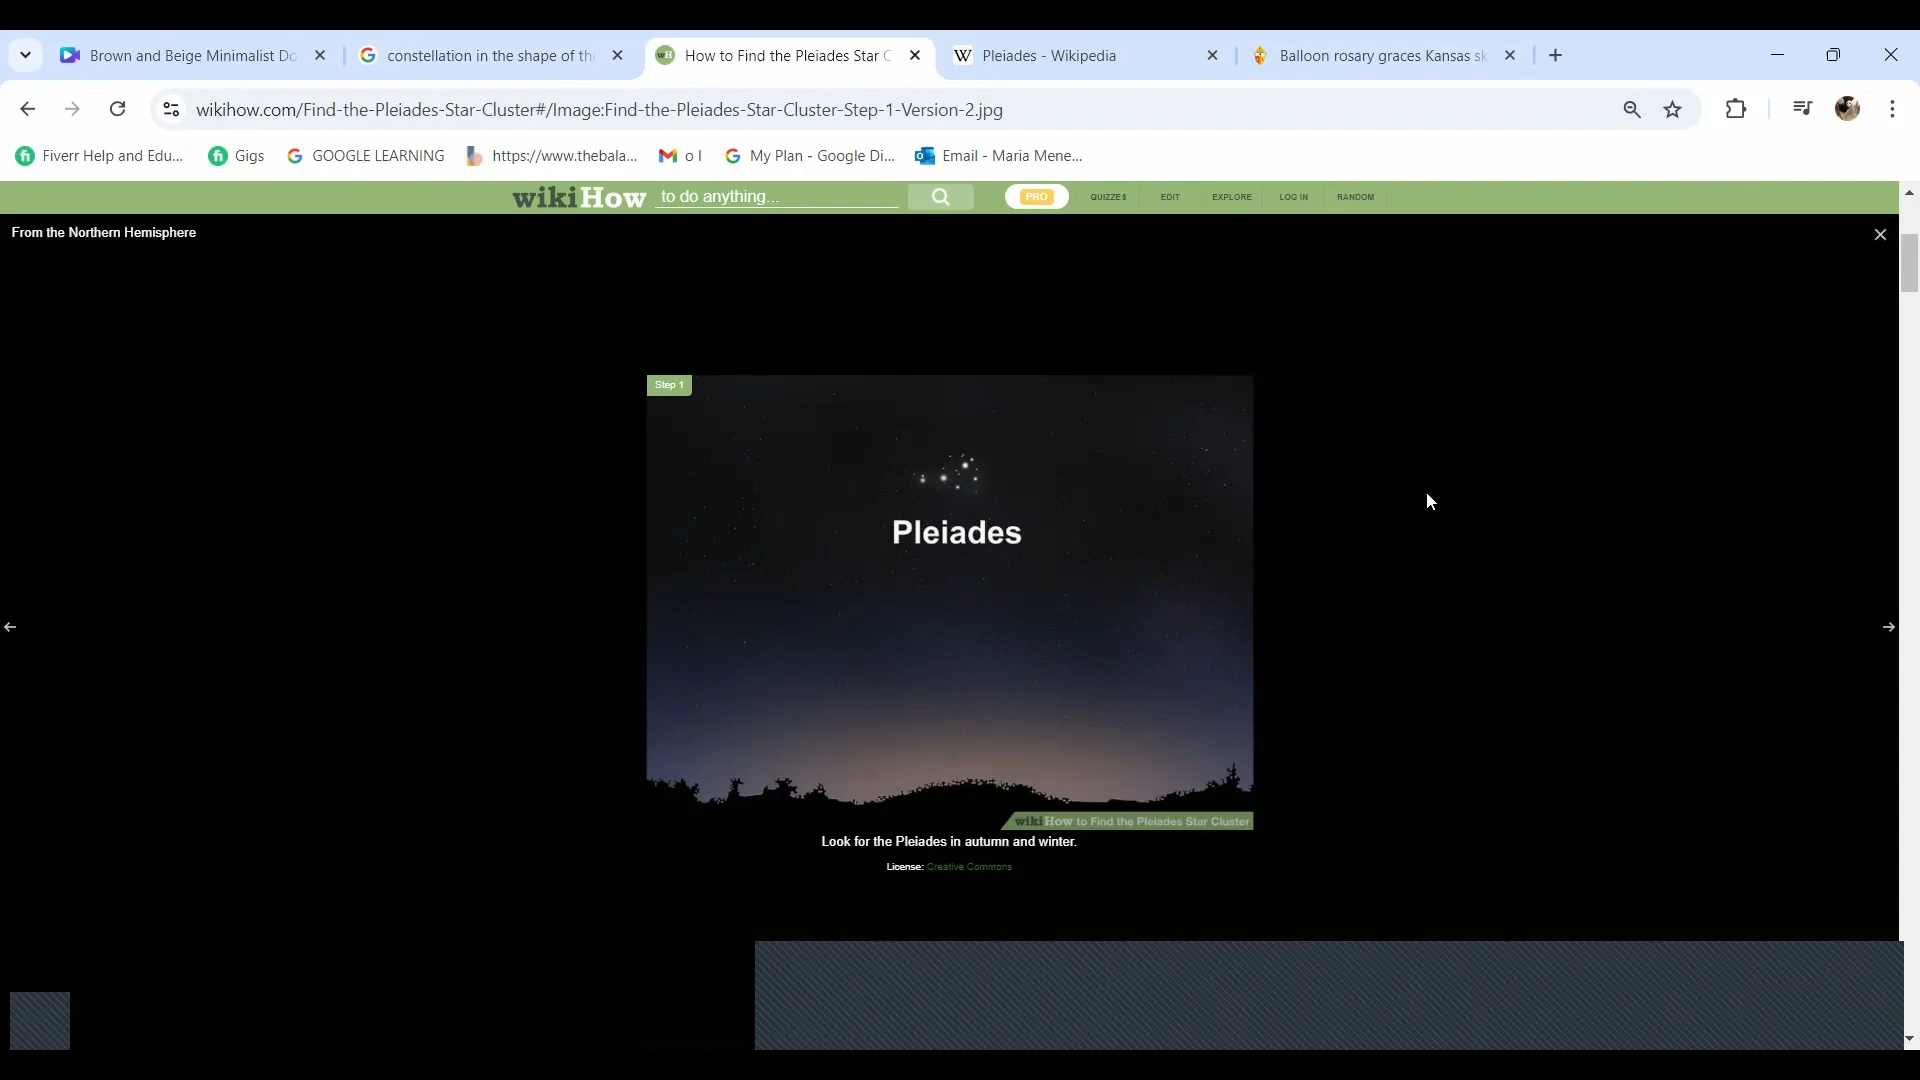 Brown and Beige Minimalist Do
constellation in the shape of the
How to Find the Pleiades Star C
Pleiades - Wikipedia
Balloon rosary graces Kansas sk
wikihow.com/Find-the-Pleiades-Star-Cluster#/Image:Find-the-Pleiades-Star-Cluster-Step-1-Version-2.jpg
Fiverr Help and Edu...
Gigs
GOOGLE LEARNING
https://www.thebala...
o l
My Plan - Google Di...
Email - Maria Mene...
wikiHow to do anything...
PRO
QUIZZES
EDIT
EXPLORE
LOG IN
RANDOM
From the Northern Hemisphere
Step 1
Pleiades
wikiHow to Find the Pleiades Star Cluster
Look for the Pleiades in autumn and winter.
License: Creative Commons